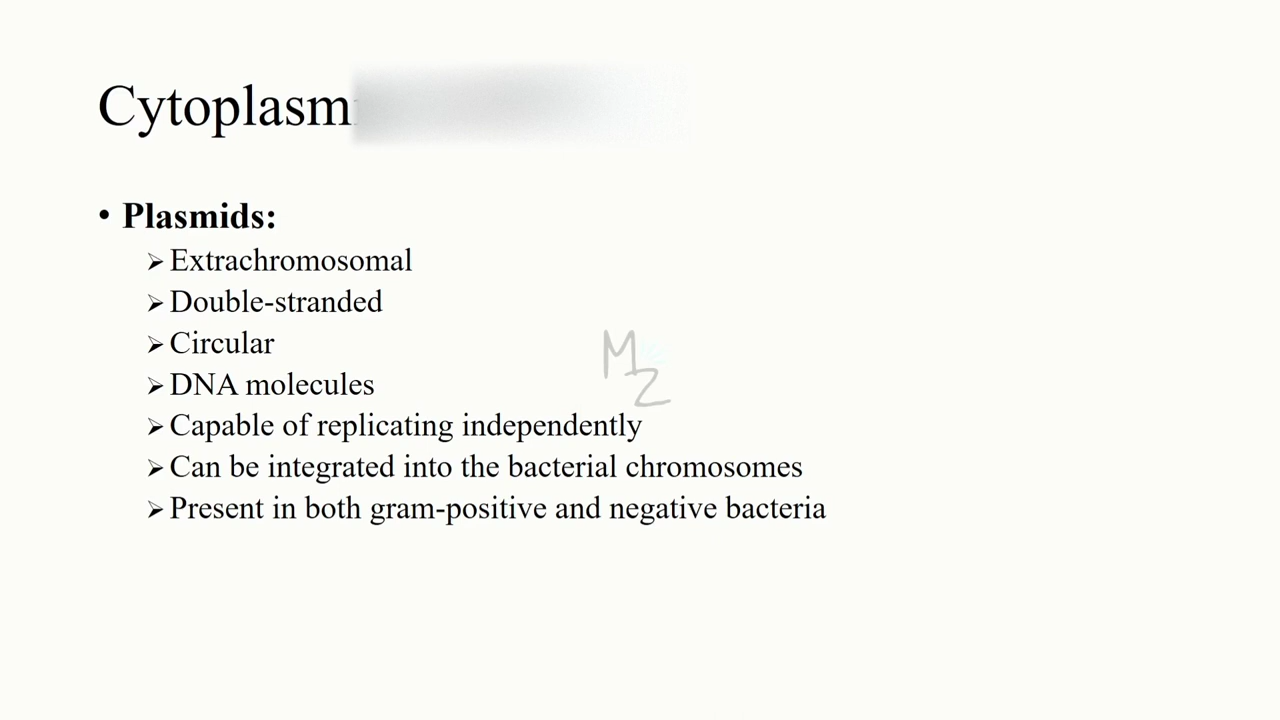 Cytoplasm
• Plasmids:
➢ Extrachromosomal
➢ Double-stranded
➢ Circular
➢ DNA molecules
➢ Capable of replicating independently
➢ Can be integrated into the bacterial chromosomes
➢ Present in both gram-positive and negative bacteria
M
Z